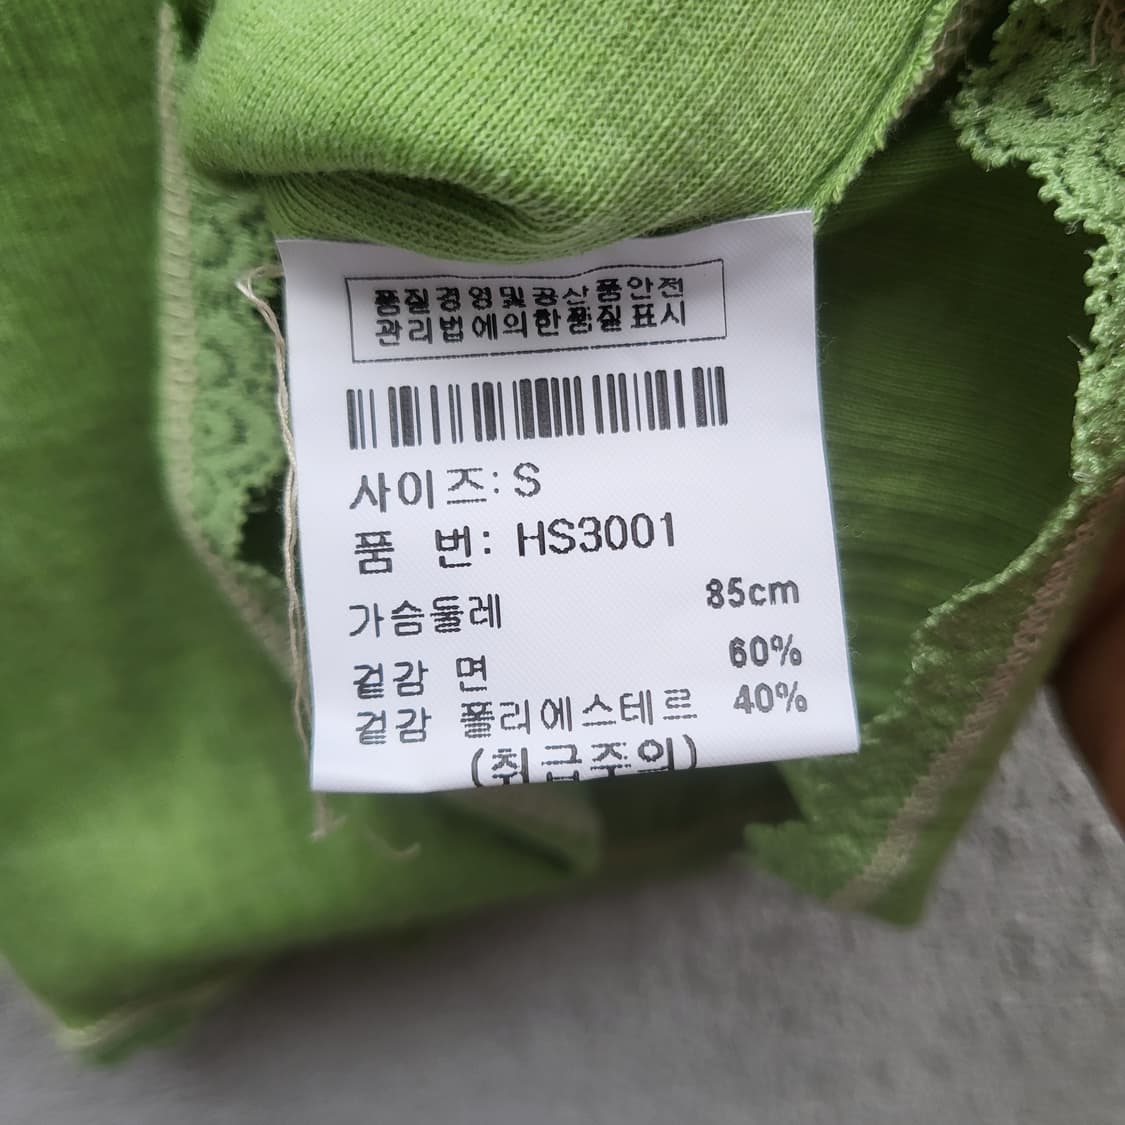 품질경영및공산품안전
관리법에의한품질표시
사이즈: S
품 번: HS3001
가슴둘레 85cm
겉감 면 60%
겉감 폴리에스테르 40%
(취급주의)